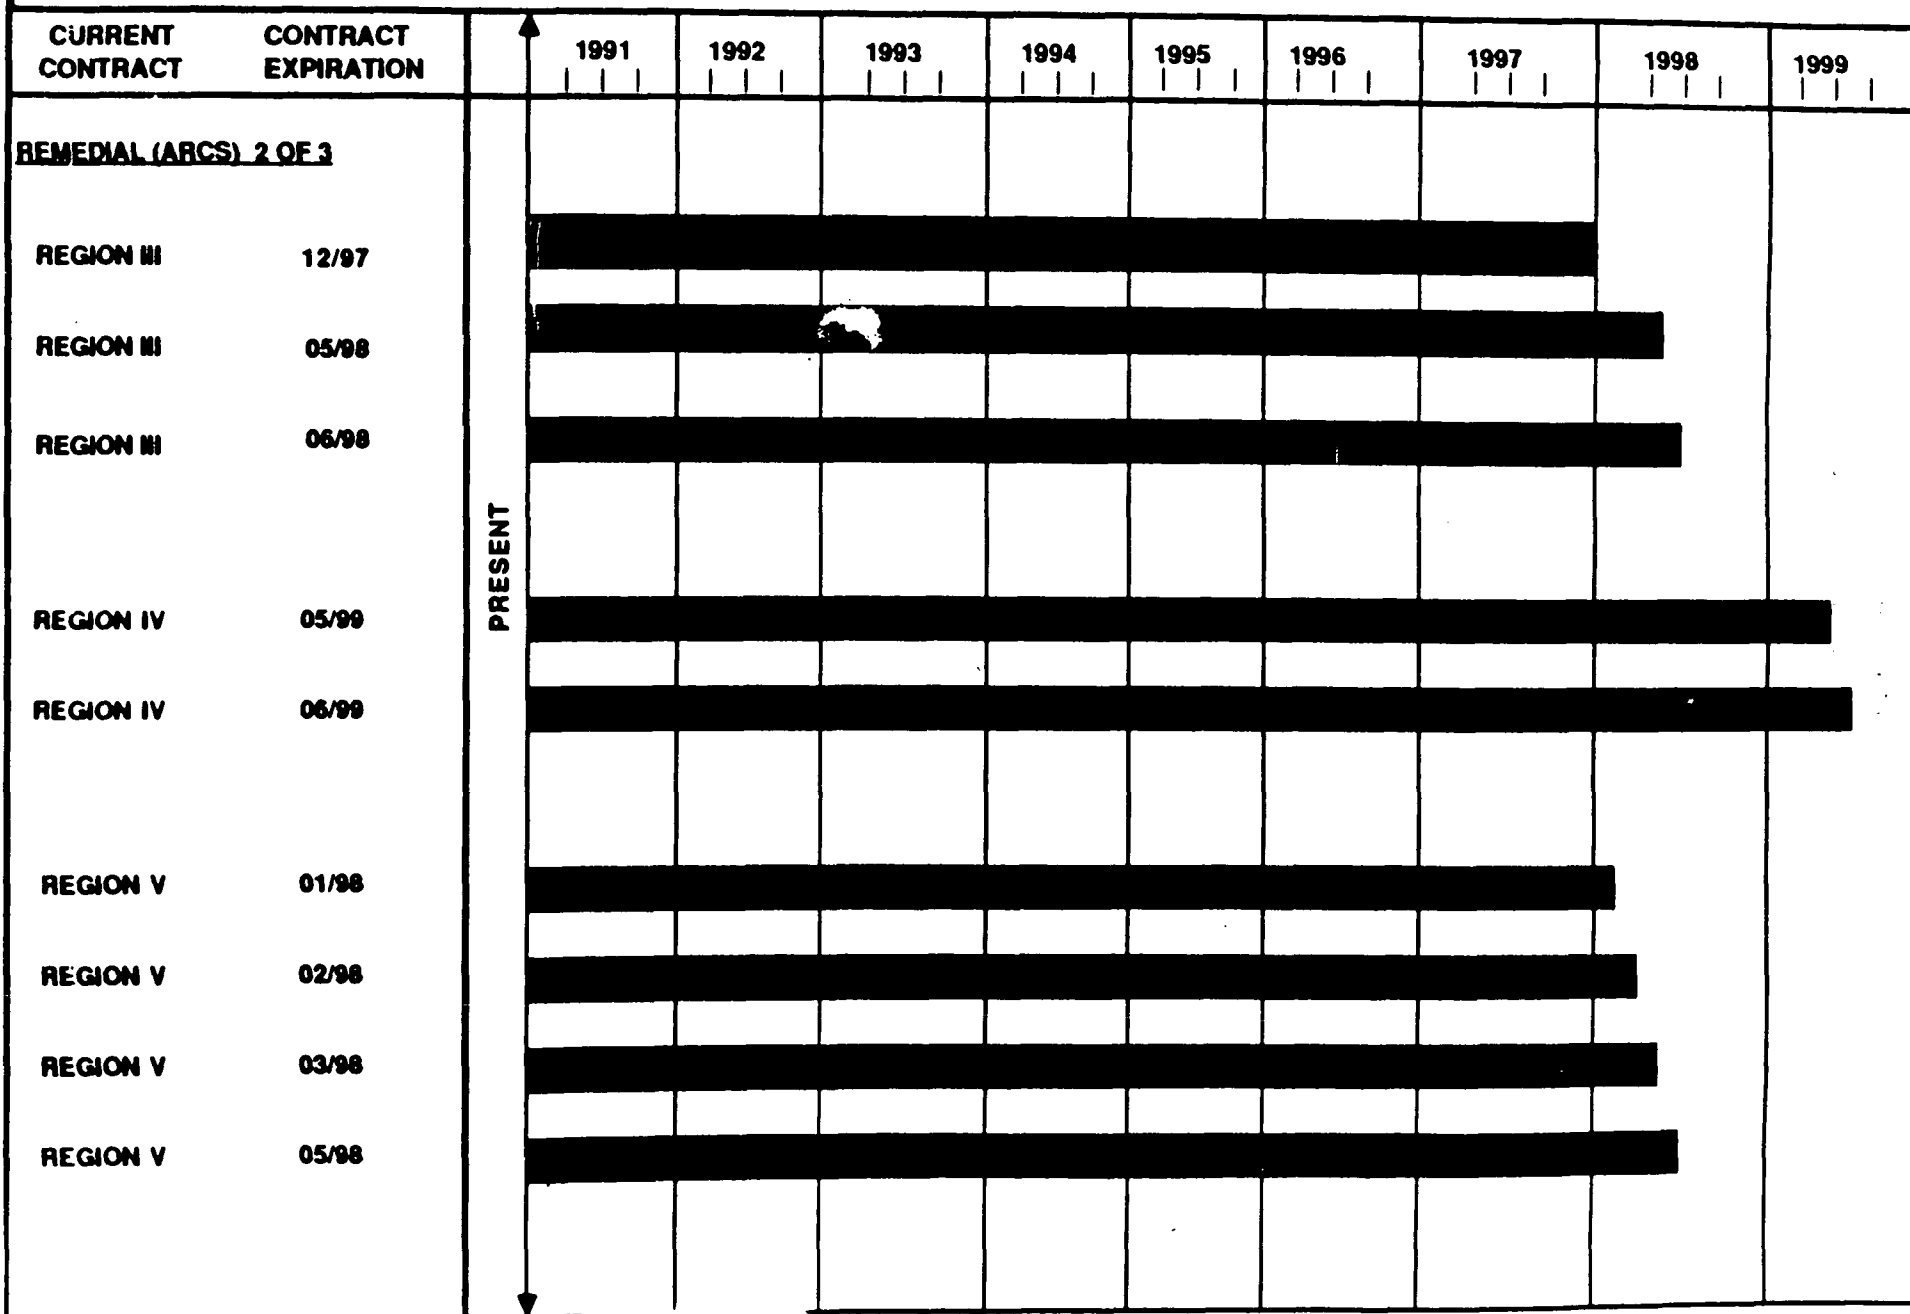 CURRENT CONTRACT
CONTRACT EXPIRATION
1991 1992 1993 1994 1995 1996 1997 1998 1999
REMEDIAL (ARCS) 2 OF 3
REGION III 12/97
REGION III 05/98
REGION III 06/98
PRESENT
REGION IV 05/99
REGION IV 06/99
REGION V 01/98
REGION V 02/98
REGION V 03/98
REGION V 05/98